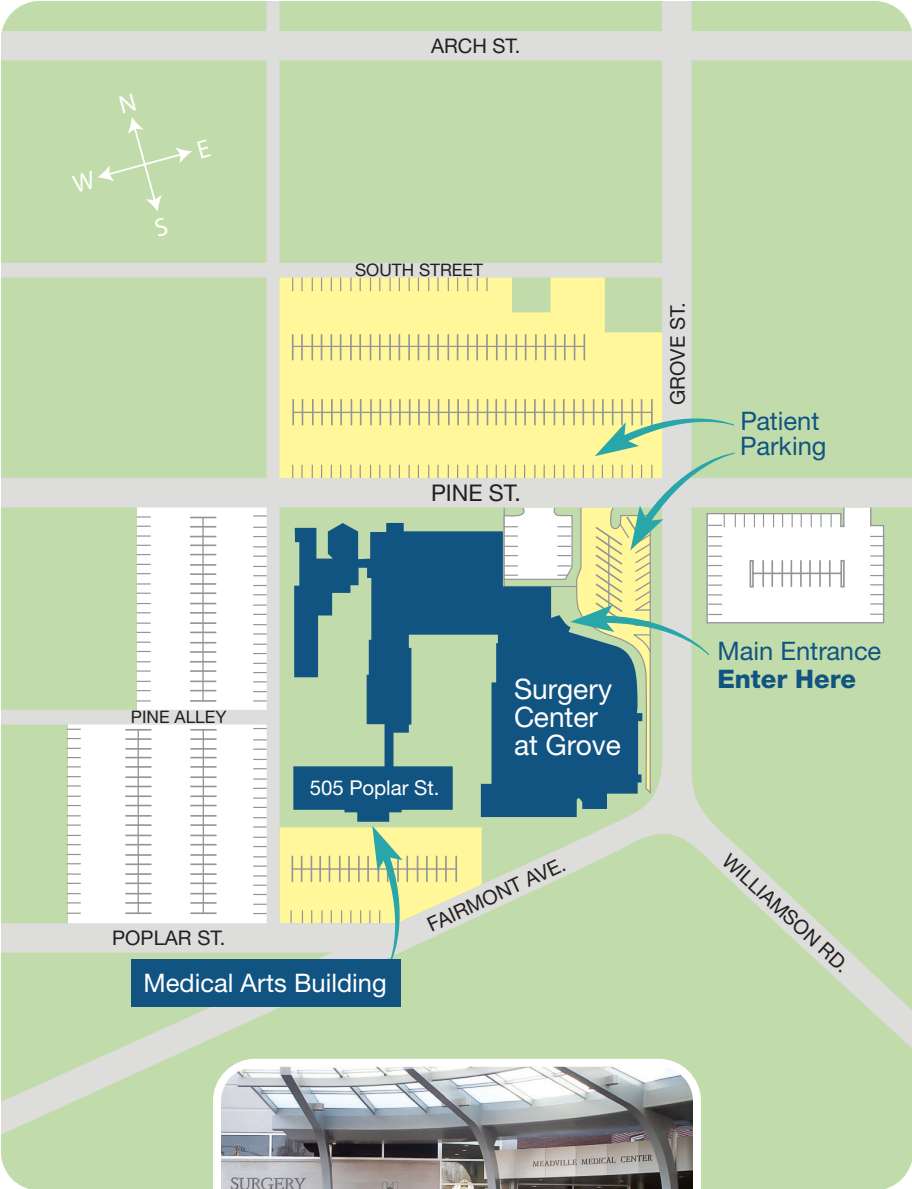 ARCH ST.
N
E
W
S
SOUTH STREET
GROVE ST.
Patient
Parking
PINE ST.
Main Entrance
Enter Here
Surgery
Center
at Grove
PINE ALLEY
505 Poplar St.
FAIRMONT AVE.
WILLIAMSON RD.
POPLAR ST.
Medical Arts Building
MEADVILLE MEDICAL CENTER
SURGERY